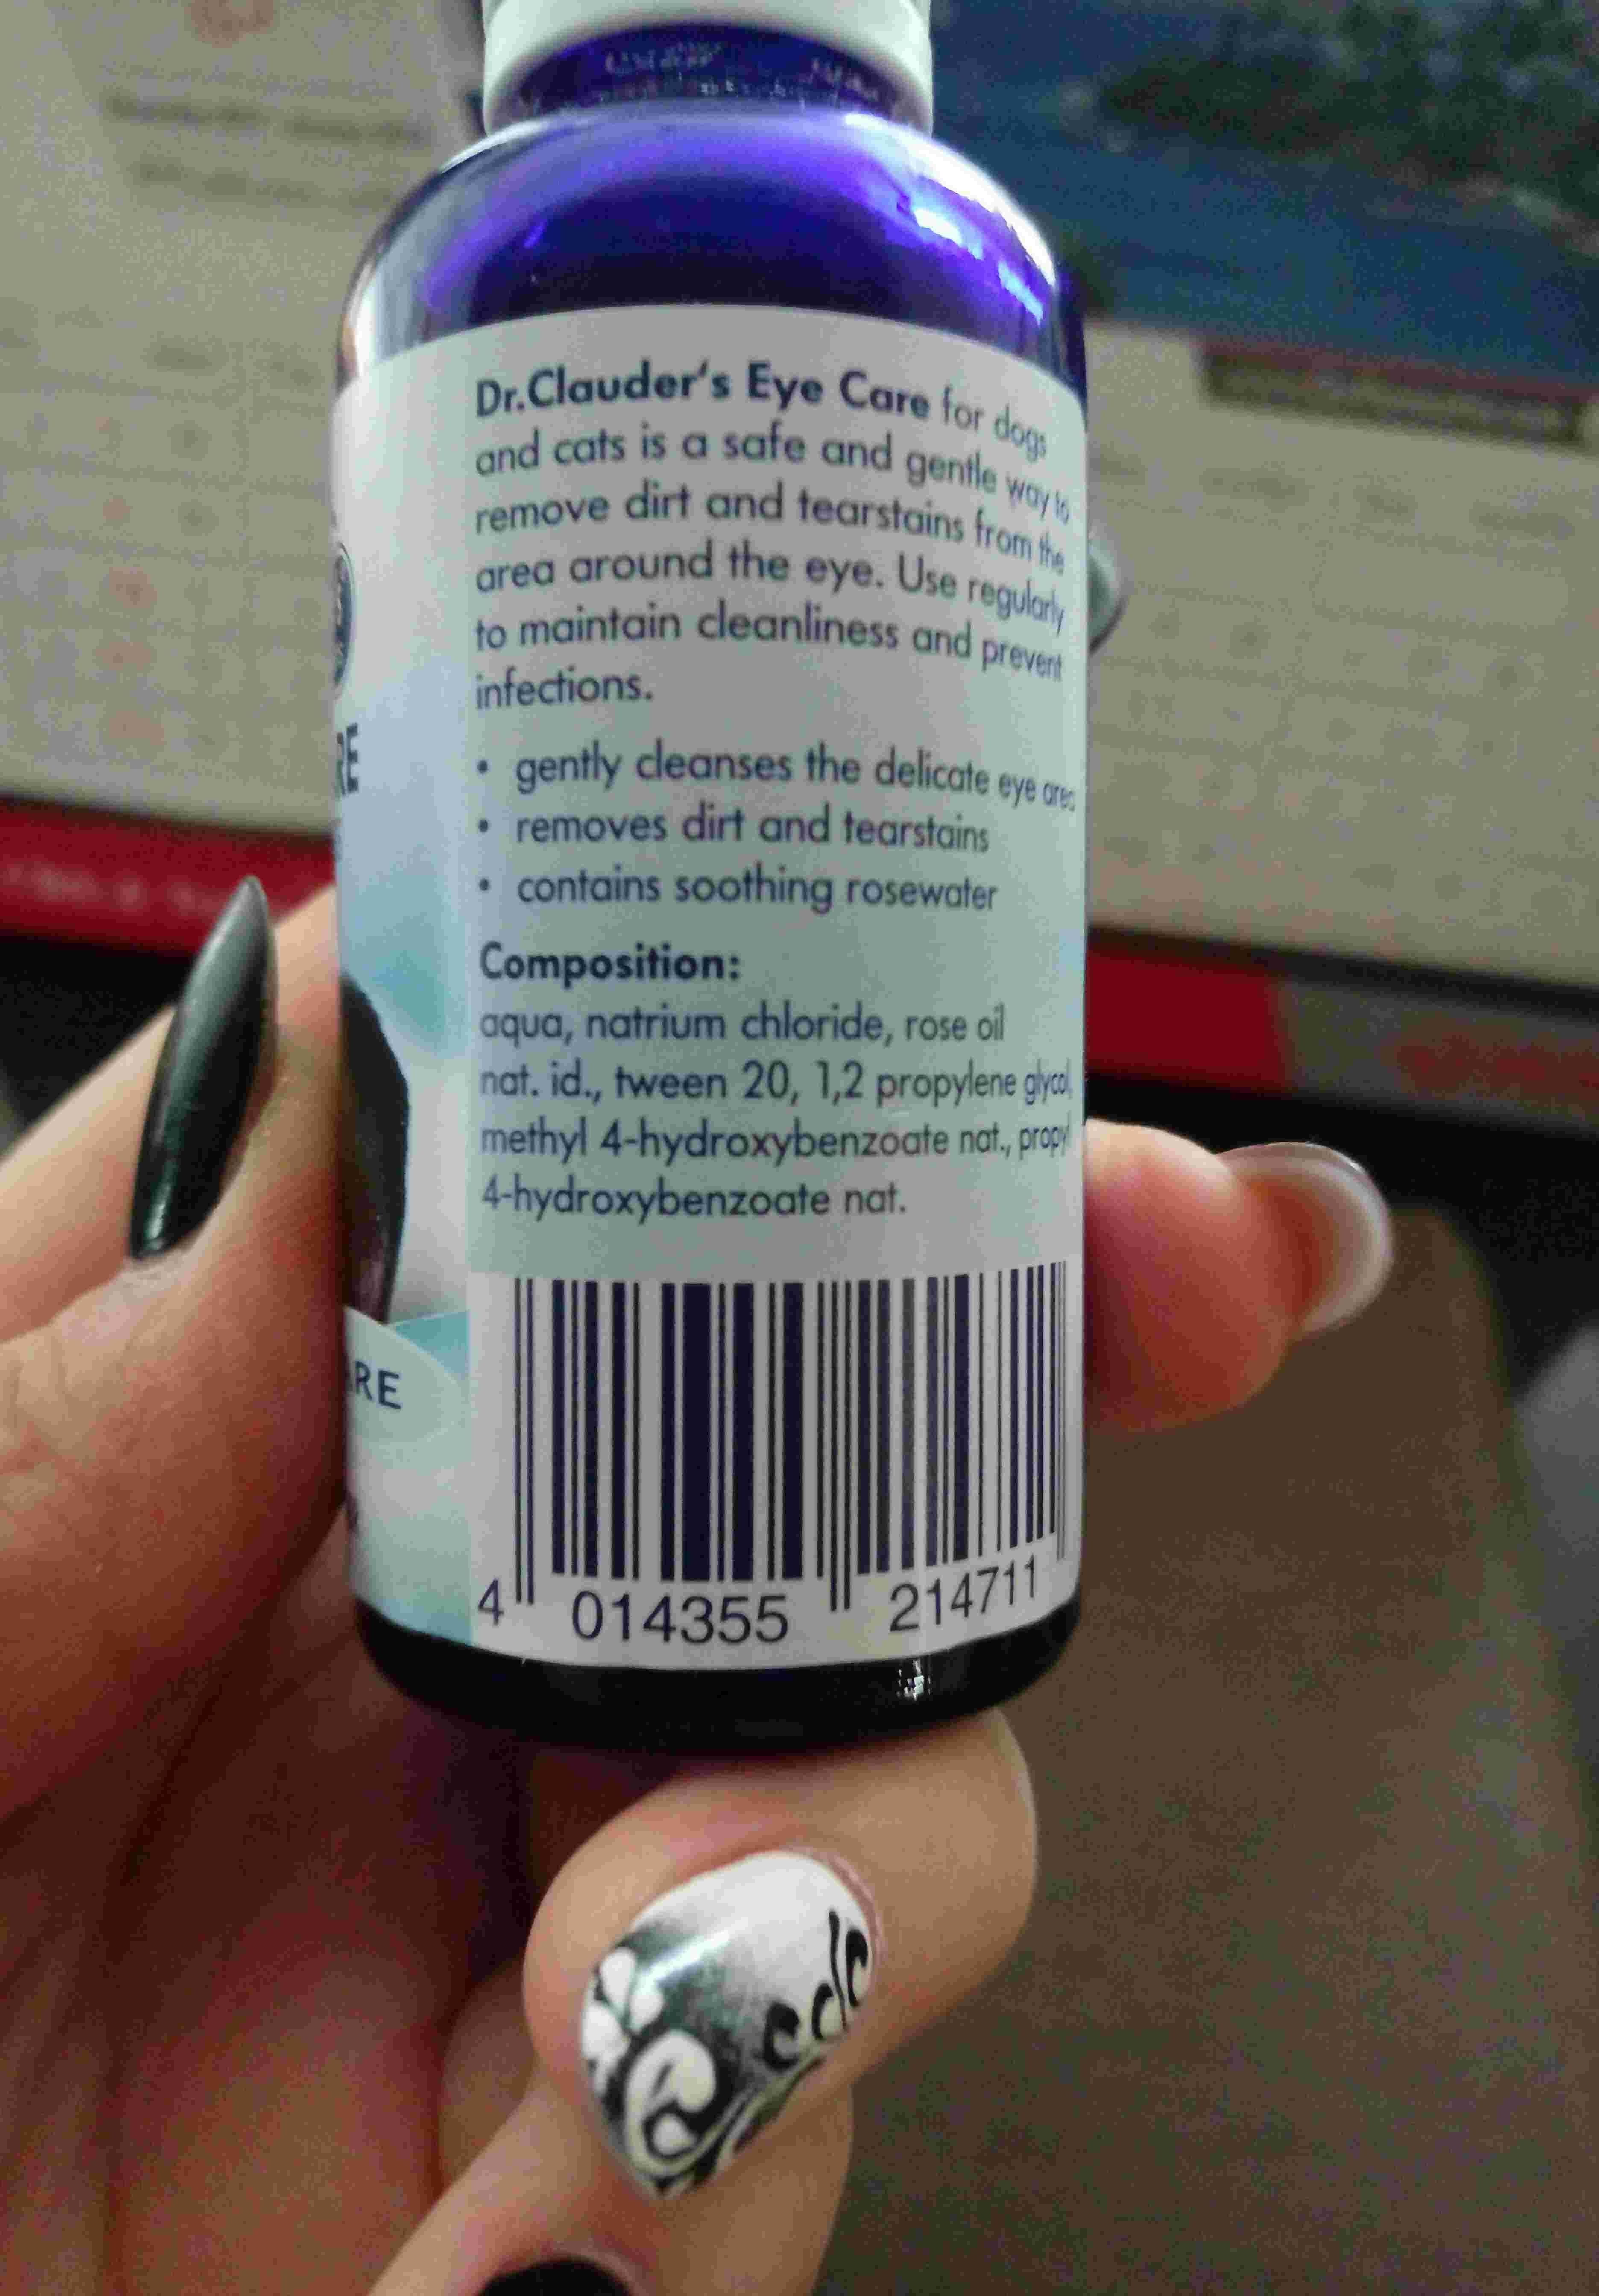 Dr.Clauder's Eye Care for dogs
and cats is a safe and gentle way to
remove dirt and tearstains from the
area around the eye. Use regularly
to maintain cleanliness and prevent
infections.
• gently cleanses the delicate eye area
• removes dirt and tearstains
• contains soothing rosewater
Composition:
aqua, natrium chloride, rose oil
nat. id., tween 20, 1,2 propylene glycol,
methyl 4-hydroxybenzoate nat., propyl
4-hydroxybenzoate nat.
4 014355 214711
RE
RE